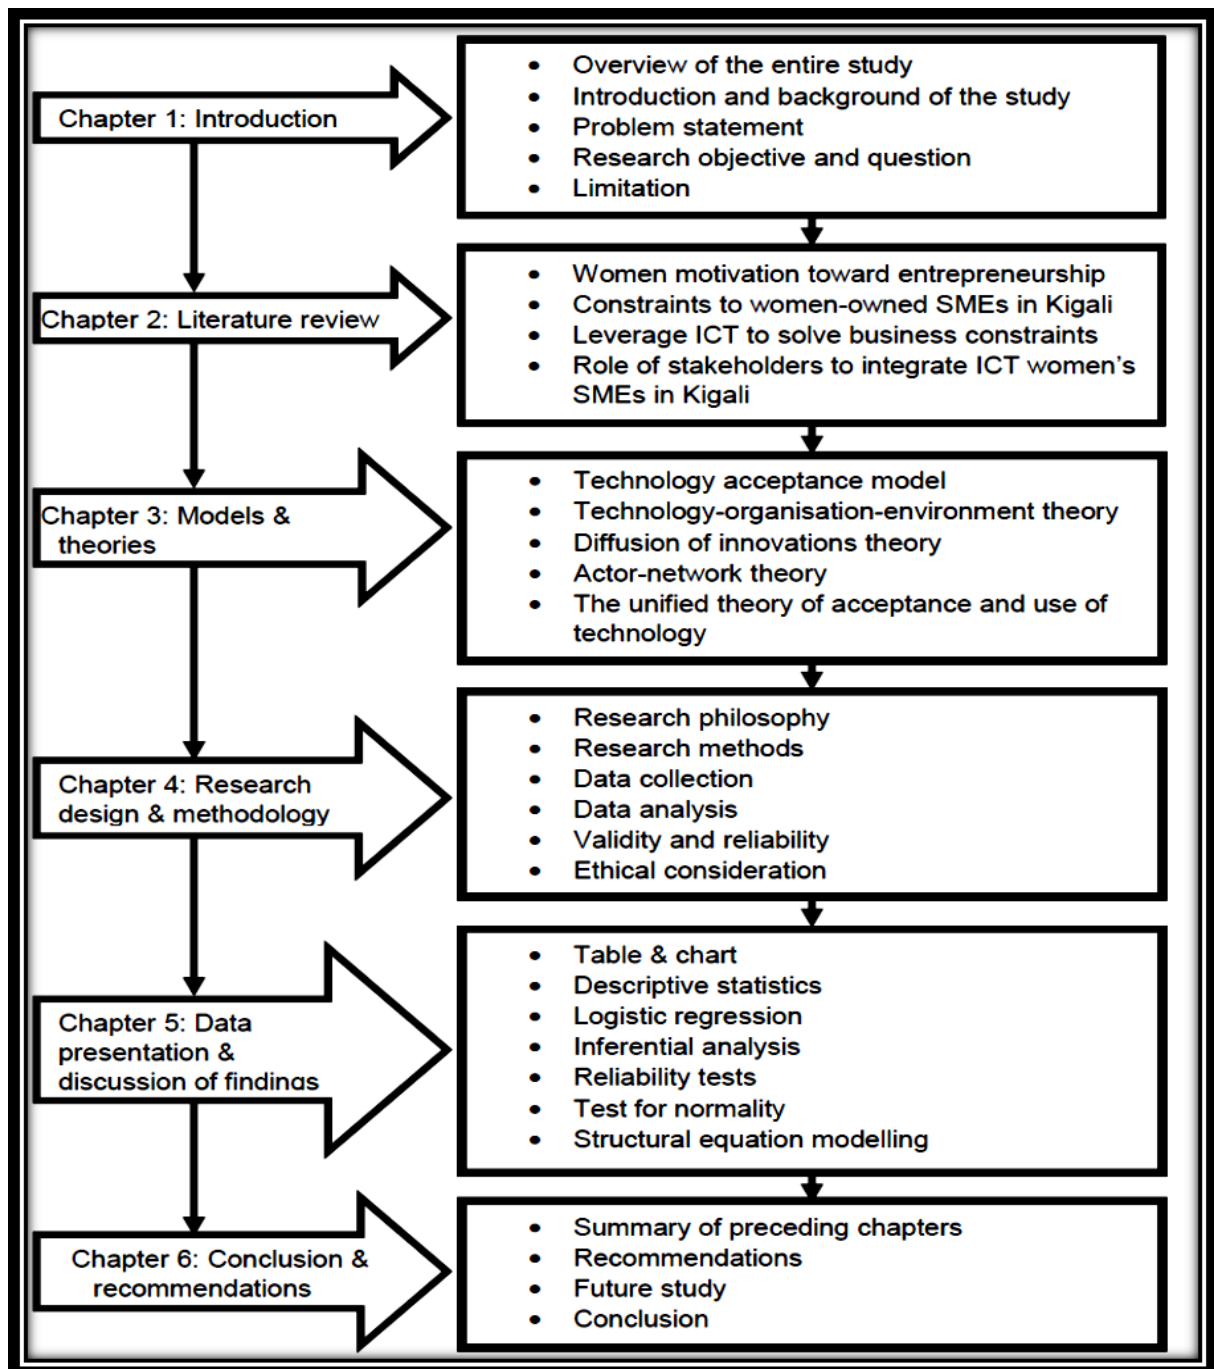 Chapter 1: Introduction
• Overview of the entire study
• Introduction and background of the study
• Problem statement
• Research objective and question
• Limitation
Chapter 2: Literature review
• Women motivation toward entrepreneurship
• Constraints to women-owned SMEs in Kigali
• Leverage ICT to solve business constraints
• Role of stakeholders to integrate ICT women's
SMEs in Kigali
Chapter 3: Models &
theories
• Technology acceptance model
• Technology-organisation-environment theory
• Diffusion of innovations theory
• Actor-network theory
• The unified theory of acceptance and use of
technology
Chapter 4: Research
design & methodology
• Research philosophy
• Research methods
• Data collection
• Data analysis
• Validity and reliability
• Ethical consideration
Chapter 5: Data
presentation &
discussion of findings
• Table & chart
• Descriptive statistics
• Logistic regression
• Inferential analysis
• Reliability tests
• Test for normality
• Structural equation modelling
Chapter 6: Conclusion &
recommendations
• Summary of preceding chapters
• Recommendations
• Future study
• Conclusion